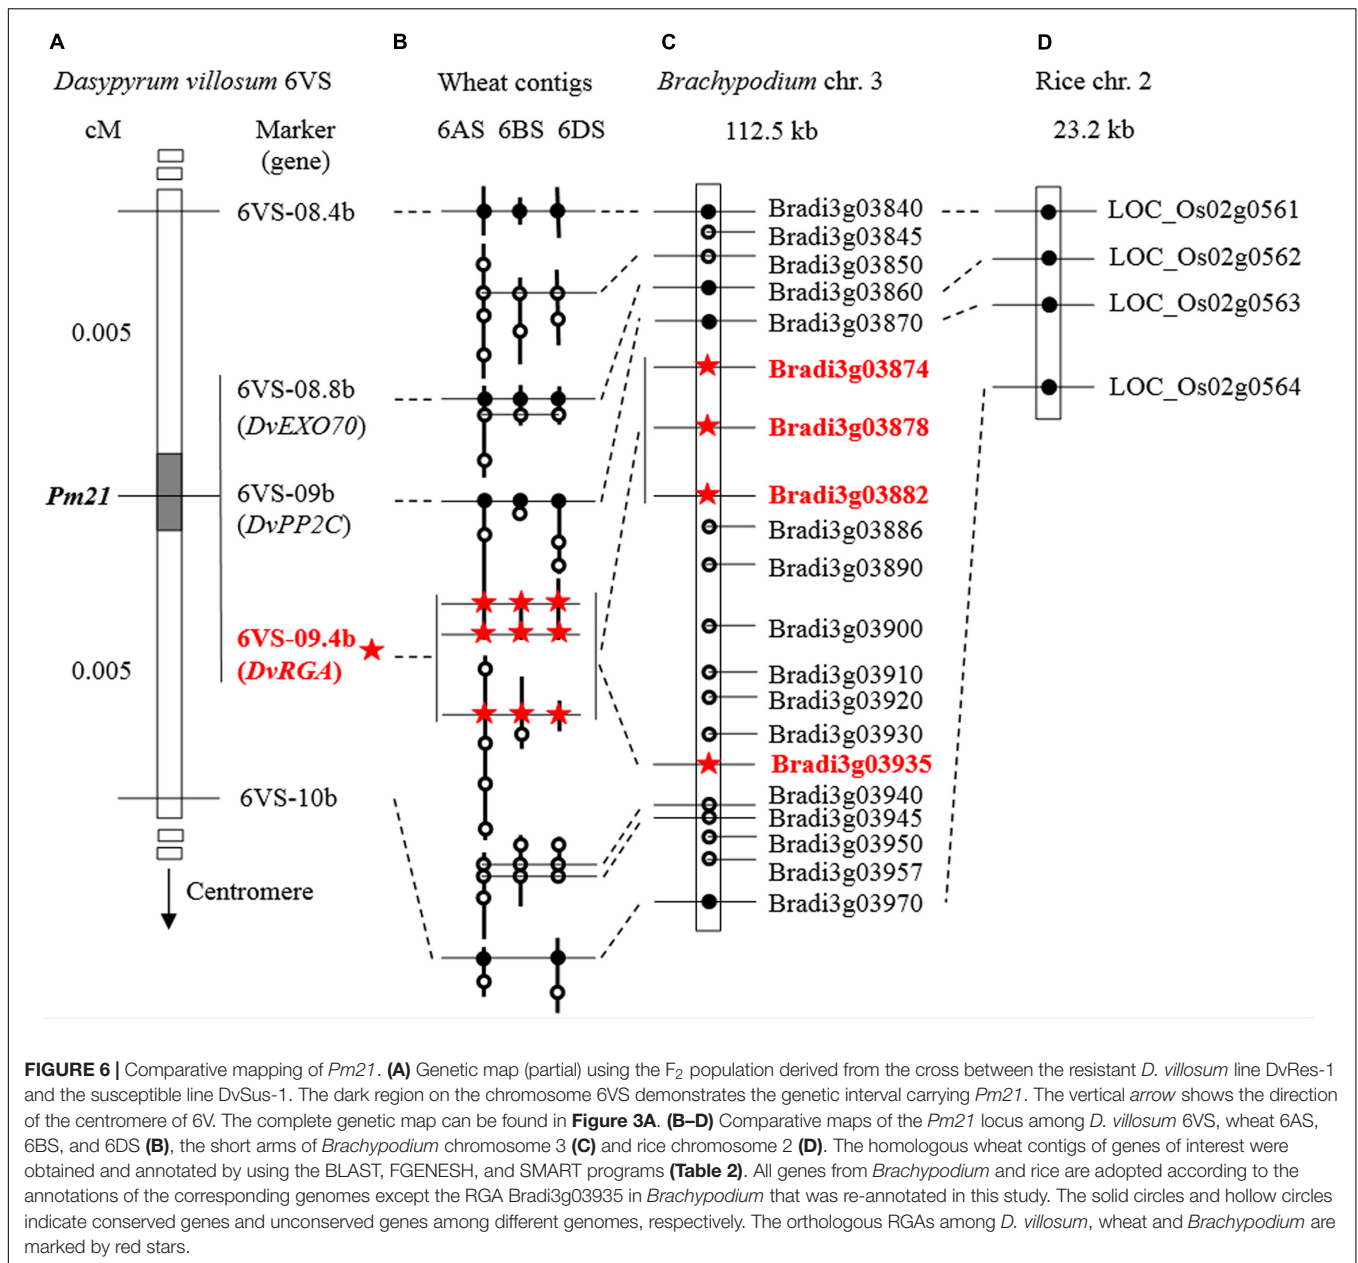 A B C D
Dasypyrum villosum 6VS Wheat contigs Brachypodium chr. 3 Rice chr. 2
cM Marker 6AS 6BS 6DS 112.5 kb 23.2 kb
(gene)
6VS-08.4b
0.005
6VS-08.8b
(DvEXO70)
Pm21
6VS-09b
(DvPP2C)
6VS-09.4b
(DvRGA)
0.005
6VS-10b
Centromere
Bradi3g03840
Bradi3g03845
Bradi3g03850
Bradi3g03860
Bradi3g03870
Bradi3g03874
Bradi3g03878
Bradi3g03882
Bradi3g03886
Bradi3g03890
Bradi3g03900
Bradi3g03910
Bradi3g03920
Bradi3g03930
Bradi3g03935
Bradi3g03940
Bradi3g03945
Bradi3g03950
Bradi3g03957
Bradi3g03970
LOC_Os02g0561
LOC_Os02g0562
LOC_Os02g0563
LOC_Os02g0564
FIGURE 6 | Comparative mapping of Pm21. (A) Genetic map (partial) using the F2 population derived from the cross between the resistant D. villosum line DvRes-1
and the susceptible line DvSus-1. The dark region on the chromosome 6VS demonstrates the genetic interval carrying Pm21. The vertical arrow shows the direction
of the centromere of 6V. The complete genetic map can be found in Figure 3A. (B–D) Comparative maps of the Pm21 locus among D. villosum 6VS, wheat 6AS,
6BS, and 6DS (B), the short arms of Brachypodium chromosome 3 (C) and rice chromosome 2 (D). The homologous wheat contigs of genes of interest were
obtained and annotated by using the BLAST, FGENESH, and SMART programs (Table 2). All genes from Brachypodium and rice are adopted according to the
annotations of the corresponding genomes except the RGA Bradi3g03935 in Brachypodium that was re-annotated in this study. The solid circles and hollow circles
indicate conserved genes and unconserved genes among different genomes, respectively. The orthologous RGAs among D. villosum, wheat and Brachypodium are
marked by red stars.